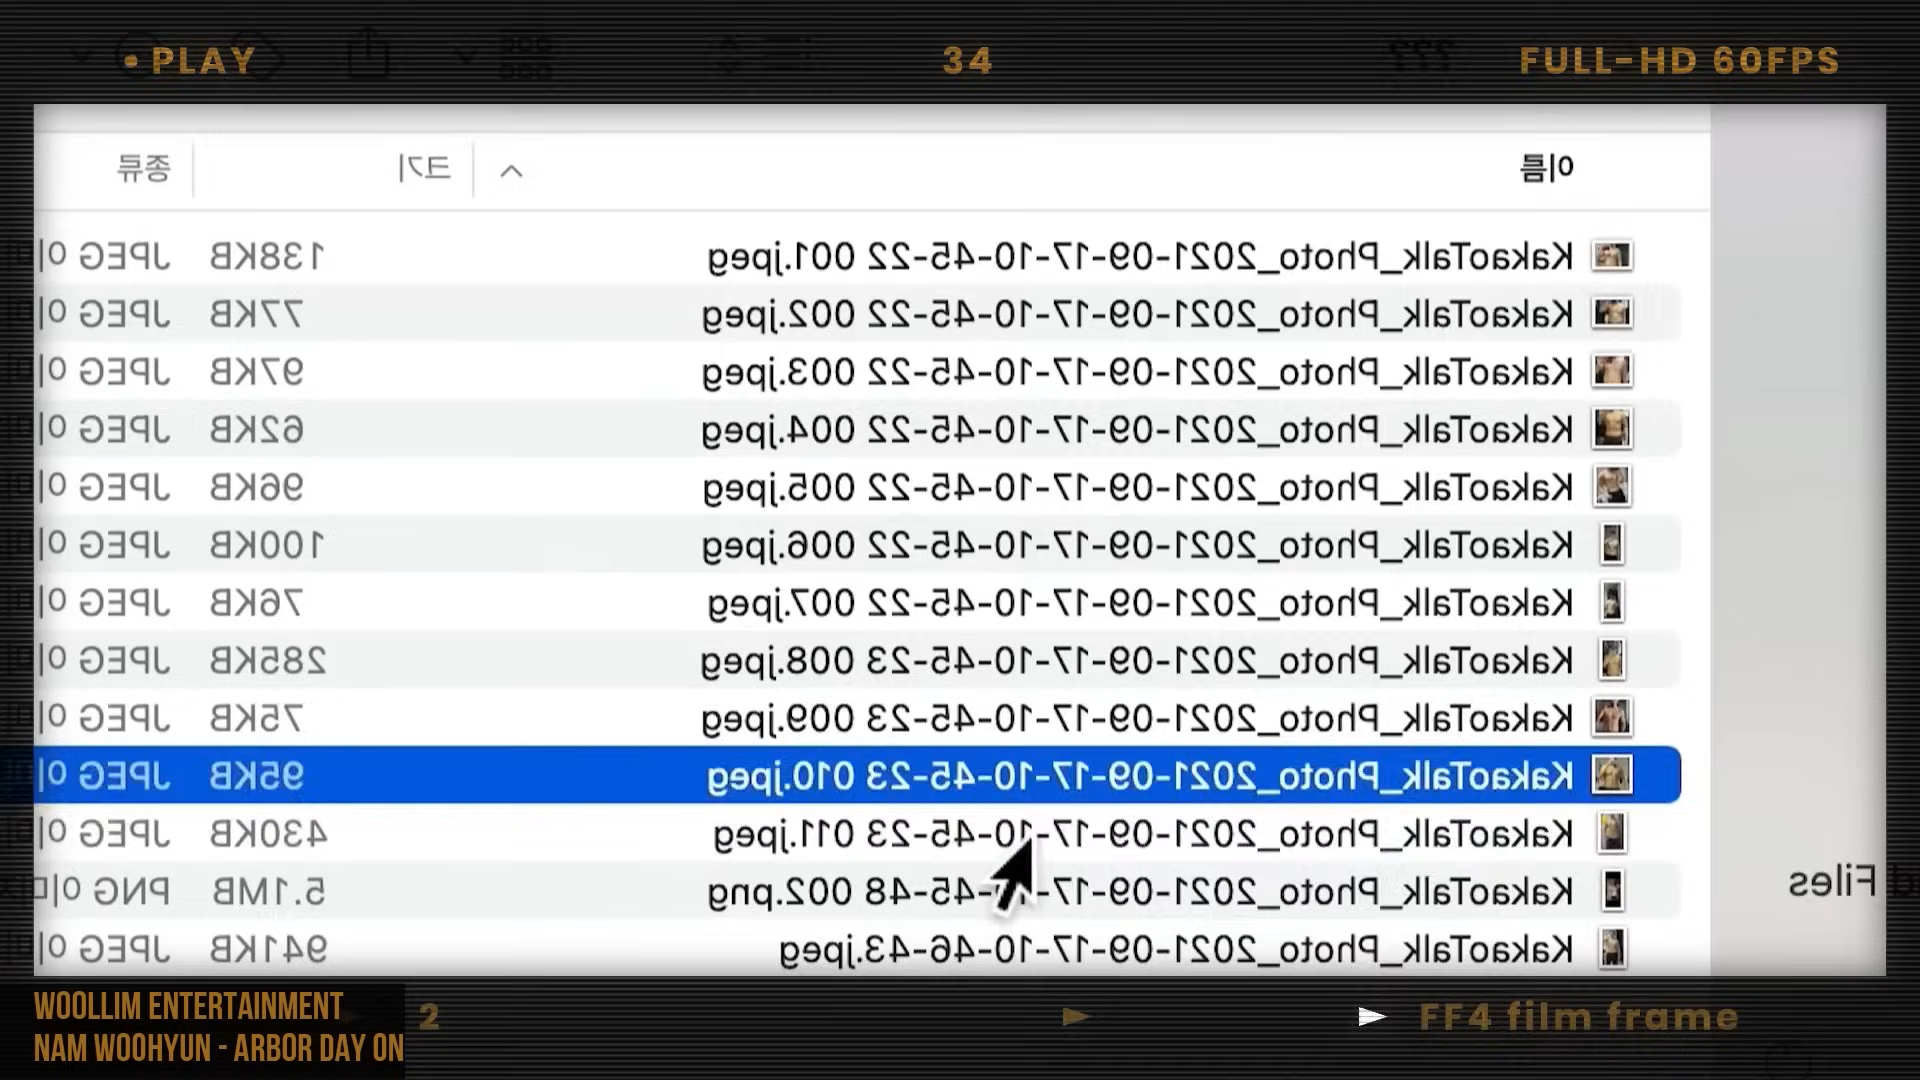 PLAY
34
FULL-HD 60FPS
이름
크기
종류
KakaoTalk_Photo_2021-09-17-10-45-22 001.jpeg 138KB JPEG 이
KakaoTalk_Photo_2021-09-17-10-45-22 002.jpeg 77KB JPEG 이
KakaoTalk_Photo_2021-09-17-10-45-22 003.jpeg 97KB JPEG 이
KakaoTalk_Photo_2021-09-17-10-45-22 004.jpeg 62KB JPEG 이
KakaoTalk_Photo_2021-09-17-10-45-22 005.jpeg 96KB JPEG 이
KakaoTalk_Photo_2021-09-17-10-45-22 006.jpeg 100KB JPEG 이
KakaoTalk_Photo_2021-09-17-10-45-22 007.jpeg 76KB JPEG 이
KakaoTalk_Photo_2021-09-17-10-45-23 008.jpeg 285KB JPEG 이
KakaoTalk_Photo_2021-09-17-10-45-23 009.jpeg 75KB JPEG 이
KakaoTalk_Photo_2021-09-17-10-45-23 010.jpeg 95KB JPEG 이
KakaoTalk_Photo_2021-09-17-10-45-23 011.jpeg 430KB JPEG 이
KakaoTalk_Photo_2021-09-17-10-45-48 002.png 5.1MB PNG 이미
KakaoTalk_Photo_2021-09-17-10-46-43.jpeg 941KB JPEG 이
d Files
WOOLLIM ENTERTAINMENT
NAM WOOHYUN - ARBOR DAY ON
2
FF4 film frame